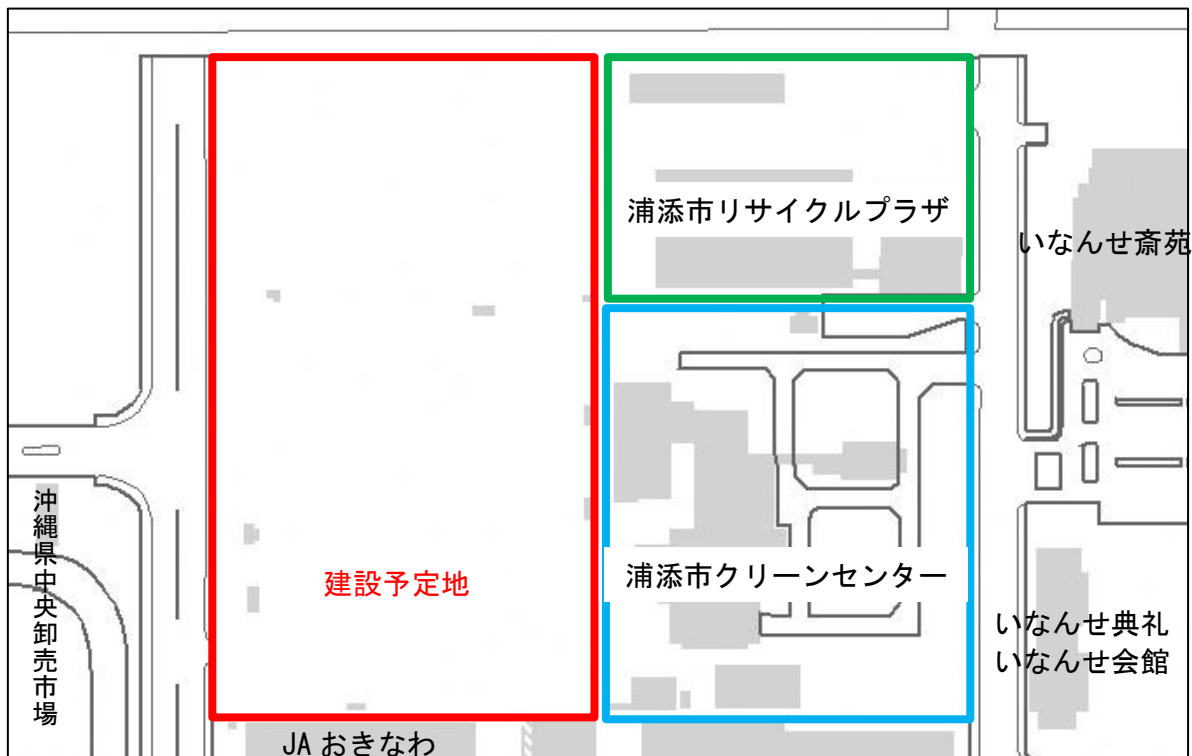 浦添市リサイクルプラザ
いなんせ斎苑
沖縄県中央卸売市場
建設予定地
浦添市クリーンセンター
いなんせ典礼
いなんせ会館
JAおきなわ